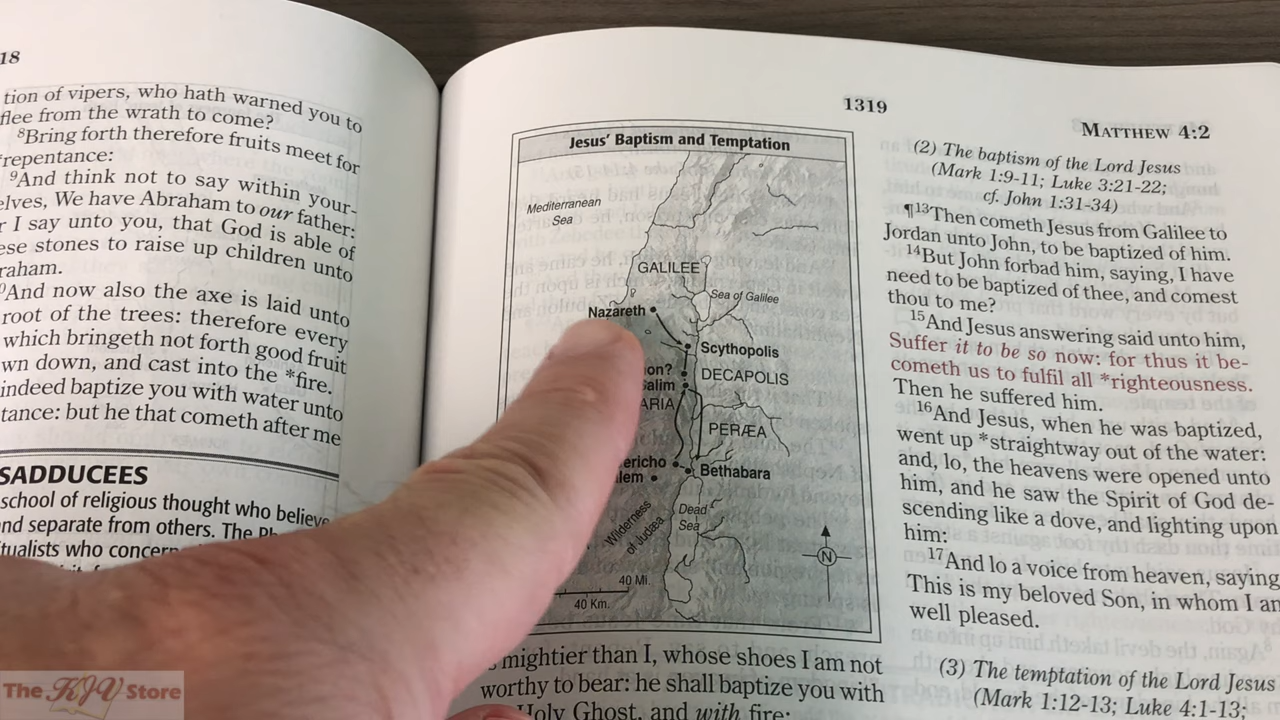 18
tion of vipers, who hath warned you to
flee from the wrath to come?
8Bring forth therefore fruits meet for
repentance:
9And think not to say within your-
elves, We have Abraham to our father:
r I say unto you, that God is able of
ese stones to raise up children unto
raham.
And now also the axe is laid unto
root of the trees: therefore every
which bringeth not forth good fruit
wn down, and cast into the *fire.
indeed baptize you with water unto
tance: but he that cometh after me
SADDUCEES
school of religious thought who believe
nd separate from others. The
tualists who concern
1319
Jesus' Baptism and Temptation
Mediterranean
Sea
GALILEE
Sea of Galilee
Nazareth
Scythopolis
on?
DECAPOLIS
alim
ARIA
PERÆA
ericho
Bethabara
lem
Wilderness
of Judæa
Dead
Sea
N
40 Mi.
40 Km.
mightier than I, whose shoes I am not
worthy to bear: he shall baptize you with
Holy Ghost, and with fire:
MATTHEW 4:2
(2) The baptism of the Lord Jesus
(Mark 1:9-11; Luke 3:21-22;
cf. John 1:31-34)
¶13Then cometh Jesus from Galilee to
Jordan unto John, to be baptized of him.
14But John forbad him, saying, I have
need to be baptized of thee, and comest
thou to me?
15And Jesus answering said unto him,
Suffer it to be so now: for thus it be-
cometh us to fulfil all *righteousness.
Then he suffered him.
16And Jesus, when he was baptized,
went up *straightway out of the water:
and, lo, the heavens were opened unto
him, and he saw the Spirit of God de-
scending like a dove, and lighting upon
him:
17And lo a voice from heaven, saying
This is my beloved Son, in whom I am
well pleased.
(3) The temptation of the Lord Jesus
(Mark 1:12-13; Luke 4:1-13;
The KJV Store